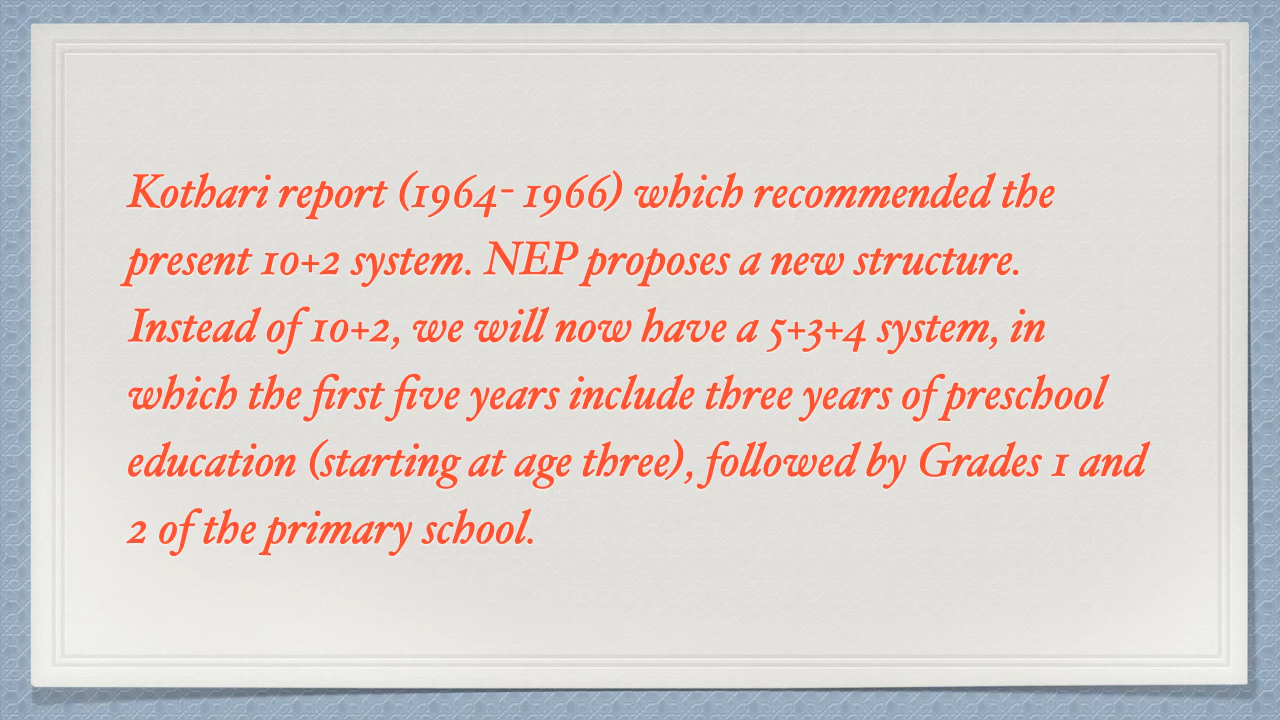 Kothari report (1964- 1966) which recommended the
present 10+2 system. NEP proposes a new structure.
Instead of 10+2, we will now have a 5+3+4 system, in
which the first five years include three years of preschool
education (starting at age three), followed by Grades 1 and
2 of the primary school.